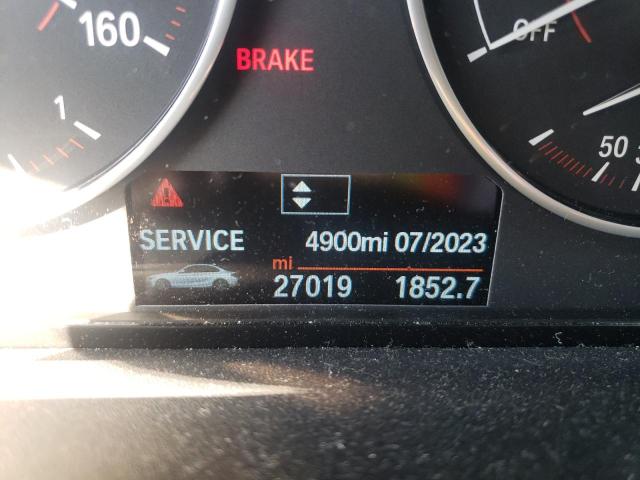 160
1
BRAKE
OFF
50
SERVICE 4900mi 07/2023
mi
27019 1852.7